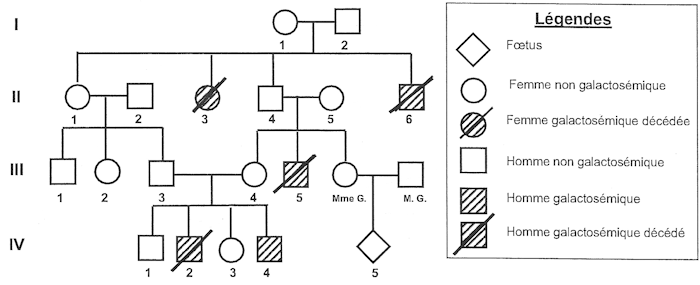 I
1 2
Légendes
Fœtus
II
1 2 3 4 5 6
Femme non galactosémique
Femme galactosémique décédée
III
1 2 3 4 5 Mme G. M. G.
Homme non galactosémique
Homme galactosémique
IV
1 2 3 4 5
Homme galactosémique décédé